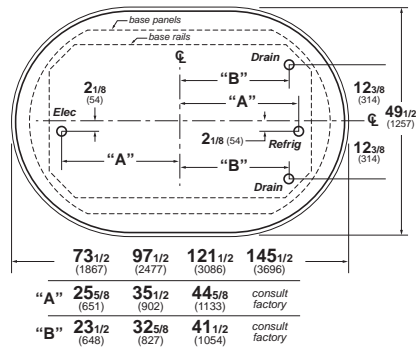 base panels
base rails
℄
Drain
"B"
2 1/8
(54)
"A"
12 3/8
(314)
Elec
℄
49 1/2
(1257)
2 1/8 (54)
Refrig
"A"
"B"
12 3/8
(314)
Drain
73 1/2 97 1/2 121 1/2 145 1/2
(1867) (2477) (3086) (3696)
"A" 25 5/8 35 1/2 44 5/8 consult
(651) (902) (1133) factory
"B" 23 1/2 32 5/8 41 1/2 consult
(648) (827) (1054) factory